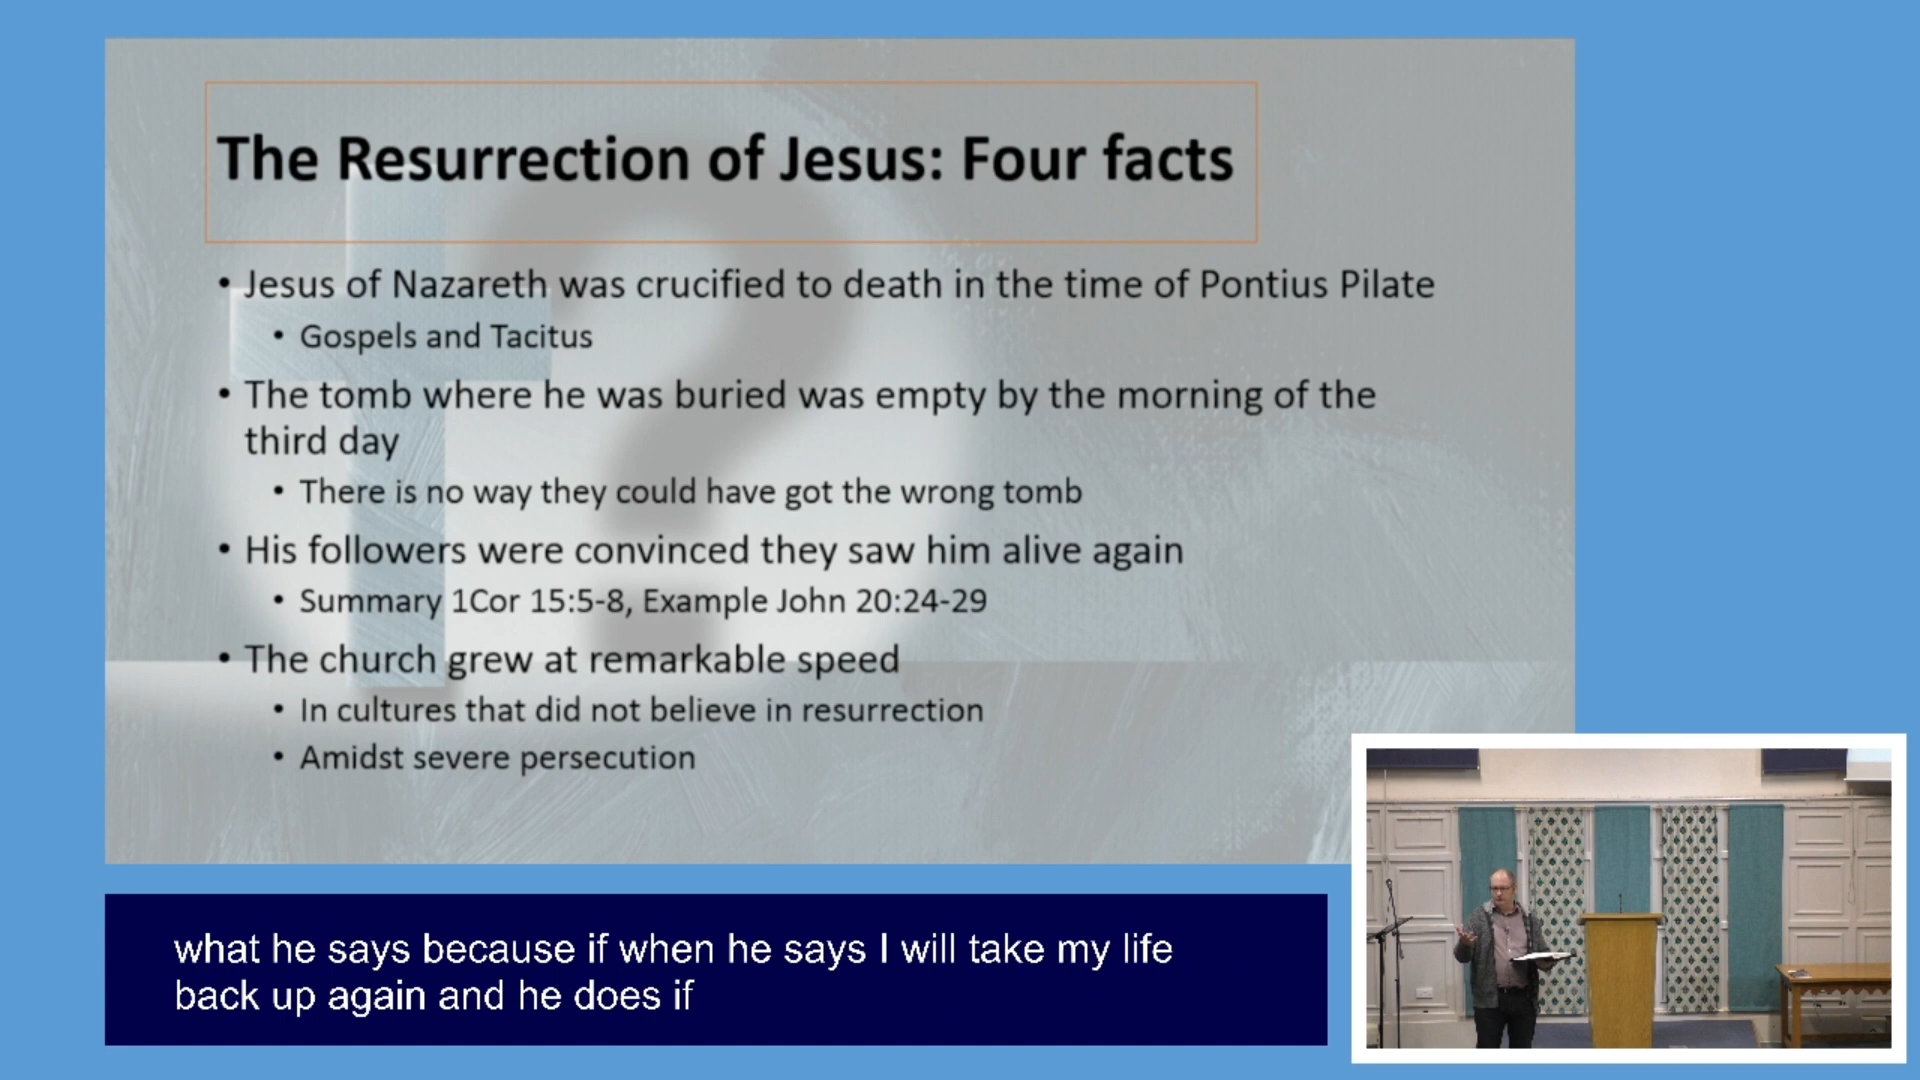 The Resurrection of Jesus: Four facts
• Jesus of Nazareth was crucified to death in the time of Pontius Pilate
• Gospels and Tacitus
• The tomb where he was buried was empty by the morning of the
third day
• There is no way they could have got the wrong tomb
• His followers were convinced they saw him alive again
• Summary 1Cor 15:5-8, Example John 20:24-29
• The church grew at remarkable speed
• In cultures that did not believe in resurrection
• Amidst severe persecution
what he says because if when he says I will take my life
back up again and he does if